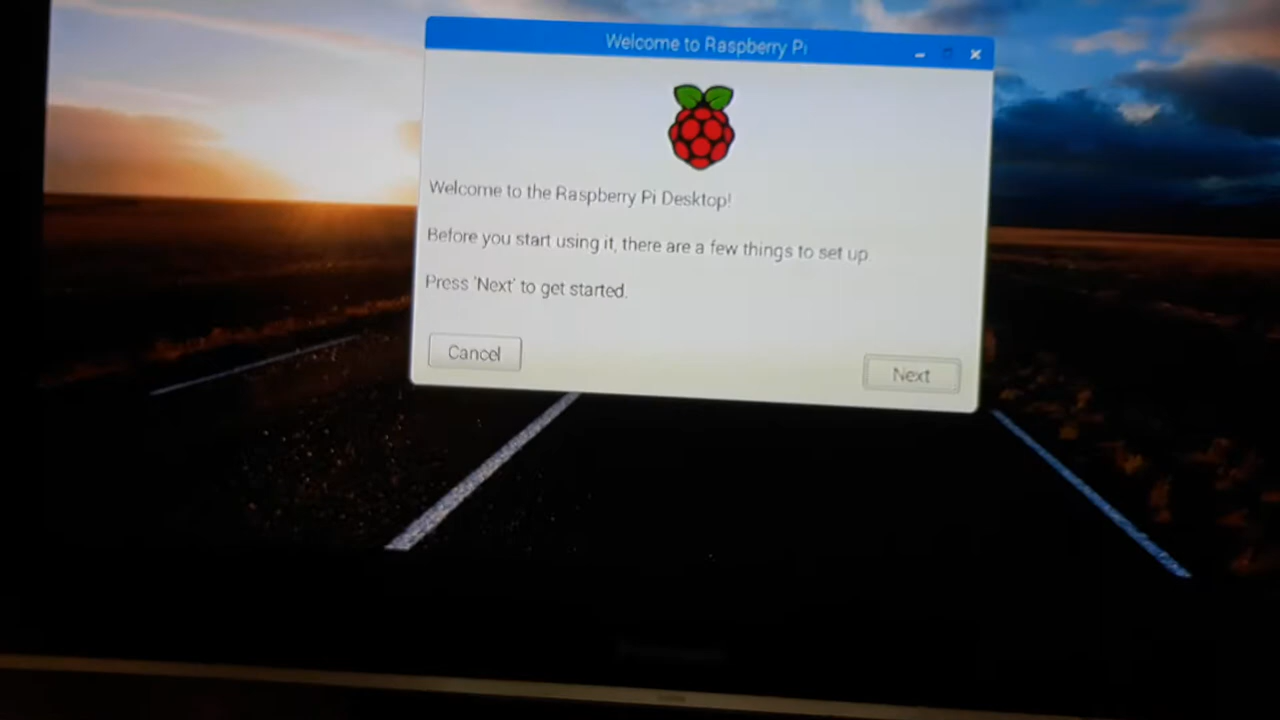 Welcome to Raspberry Pi
Welcome to the Raspberry Pi Desktop!
Before you start using it, there are a few things to set up.
Press 'Next' to get started.
Cancel
Next